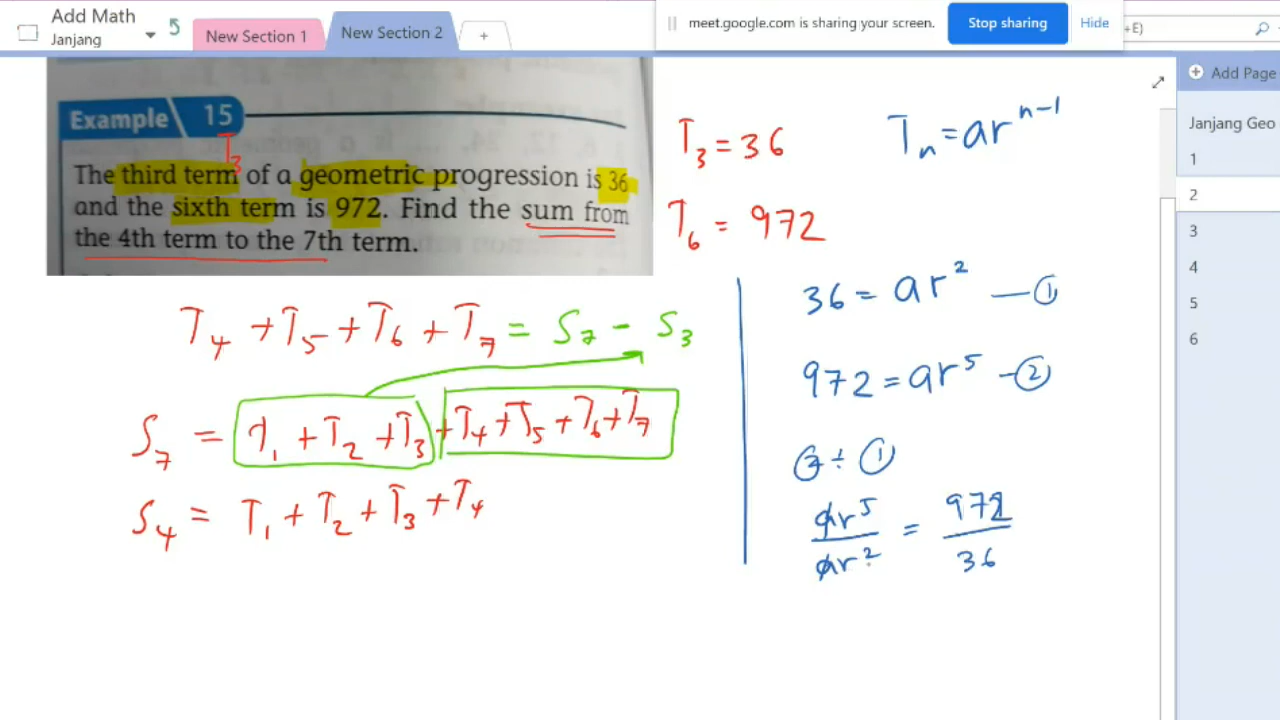 Add Math
Janjang
New Section 1
New Section 2
+
meet.google.com is sharing your screen.
Stop sharing
Hide
+E)
Add Page
Janjang Geo
1
2
3
4
5
6
Example 15
T₃
The third term of a geometric progression is 36
and the sixth term is 972. Find the sum from
the 4th term to the 7th term.
T₃ = 36
Tₙ = arⁿ⁻¹
T₆ = 972
T₄ + T₅ + T₆ + T₇ = S₇ − S₃
S₇ = T₁ + T₂ + T₃ + T₄ + T₅ + T₆ + T₇
S₄ = T₁ + T₂ + T₃ + T₄
36 = ar² — ①
972 = ar⁵ — ②
② ÷ ①
ar⁵/ar² = 972/36